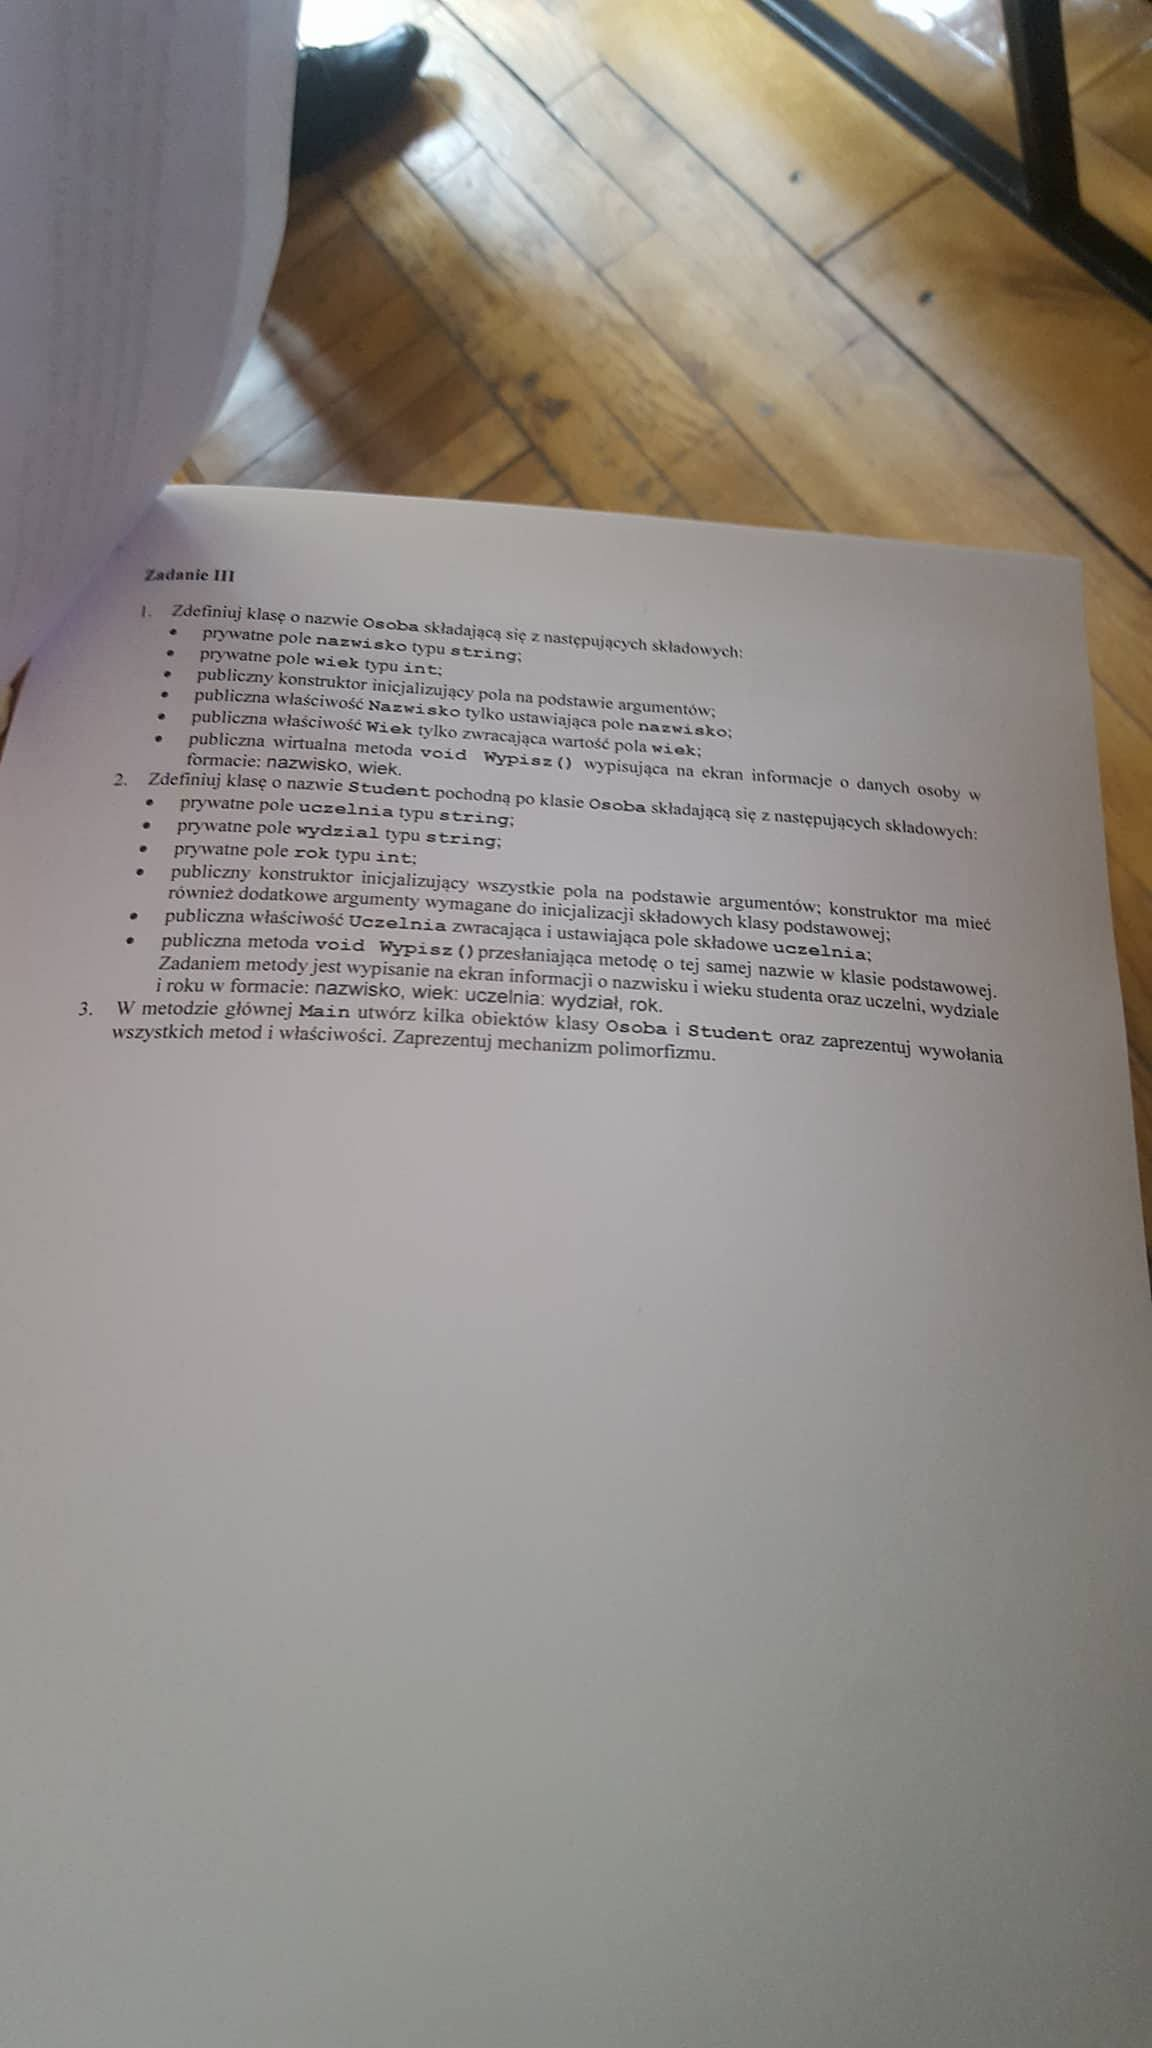 Zadanie III
1. Zdefiniuj klasę o nazwie Osoba składającą się z następujących składowych:
• prywatne pole nazwisko typu string;
• prywatne pole wiek typu int;
• publiczny konstruktor inicjalizujący pola na podstawie argumentów;
• publiczna właściwość Nazwisko tylko ustawiająca pole nazwisko;
• publiczna właściwość Wiek tylko zwracająca wartość pola wiek;
• publiczna wirtualna metoda void Wypisz() wypisująca na ekran informacje o danych osoby w
formacie: nazwisko, wiek.
2. Zdefiniuj klasę o nazwie Student pochodną po klasie Osoba składającą się z następujących składowych:
• prywatne pole uczelnia typu string;
• prywatne pole wydzial typu string;
• prywatne pole rok typu int;
• publiczny konstruktor inicjalizujący wszystkie pola na podstawie argumentów; konstruktor ma mieć
również dodatkowe argumenty wymagane do inicjalizacji składowych klasy podstawowej;
• publiczna właściwość Uczelnia zwracająca i ustawiająca pole składowe uczelnia;
• publiczna metoda void Wypisz() przesłaniająca metodę o tej samej nazwie w klasie podstawowej.
Zadaniem metody jest wypisanie na ekran informacji o nazwisku i wieku studenta oraz uczelni, wydziale
i roku w formacie: nazwisko, wiek: uczelnia: wydział, rok.
3. W metodzie głównej Main utwórz kilka obiektów klasy Osoba i Student oraz zaprezentuj wywołania
wszystkich metod i właściwości. Zaprezentuj mechanizm polimorfizmu.